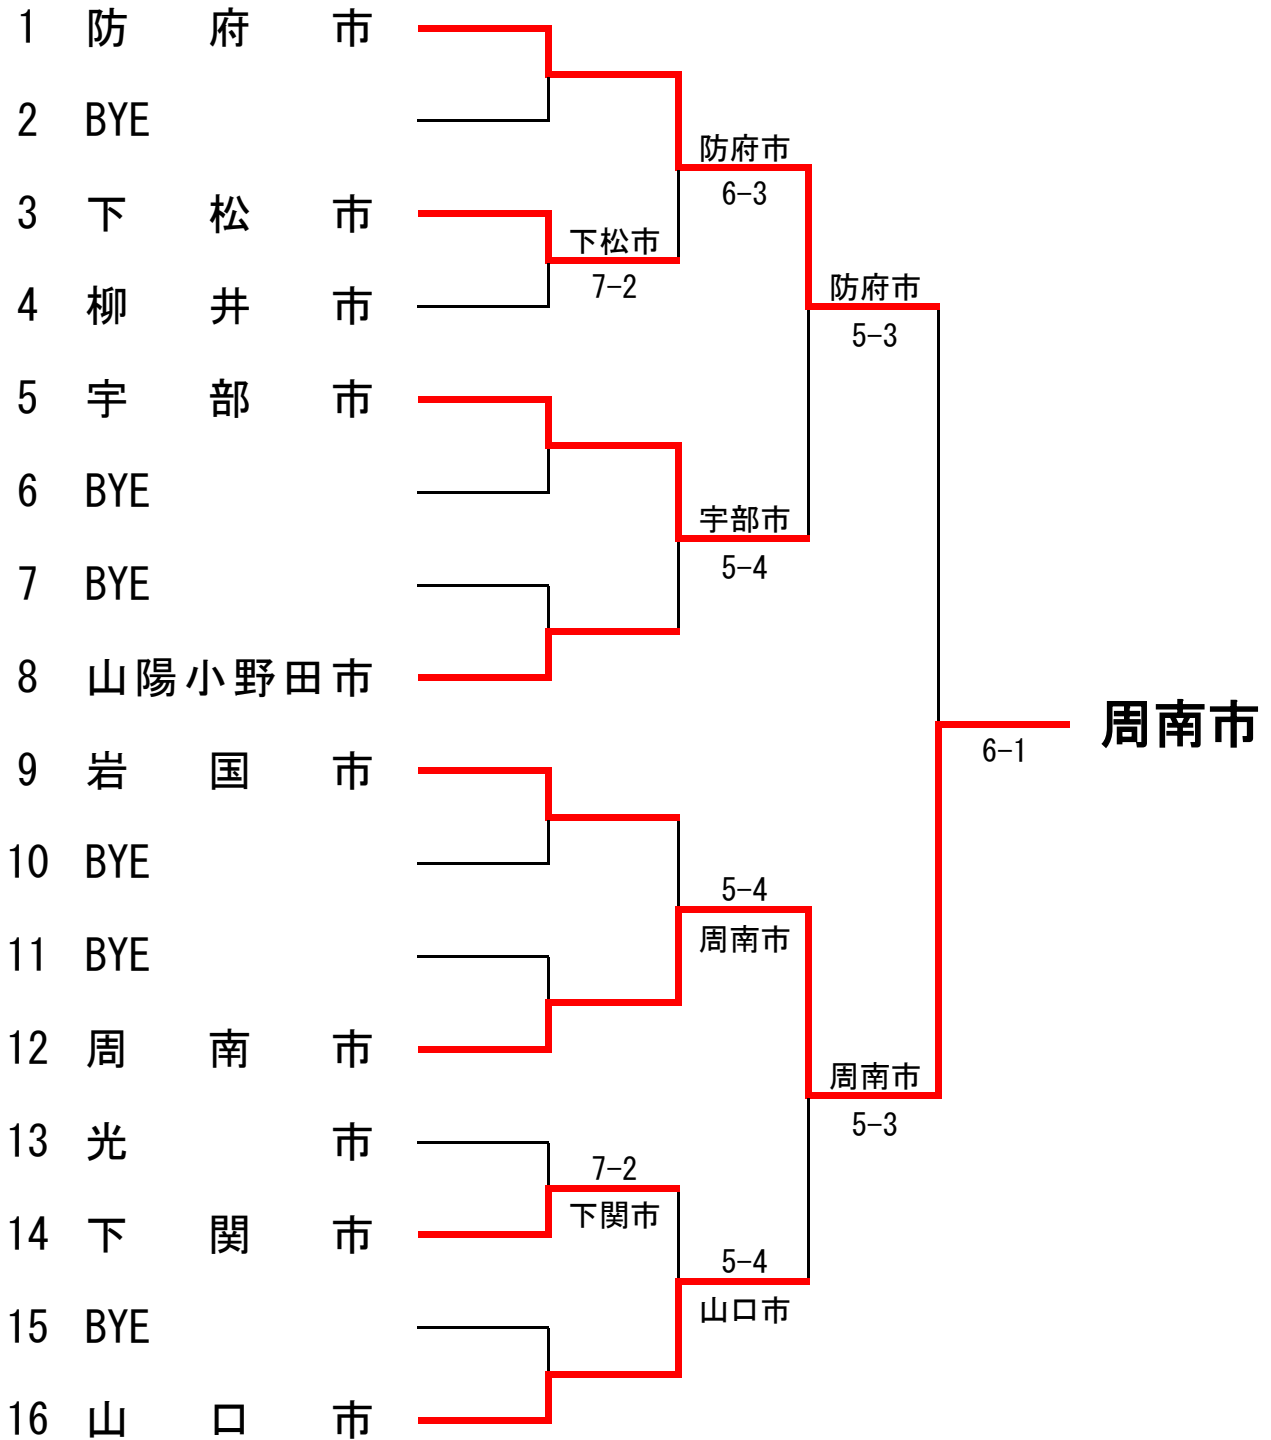 1 防府市
2 BYE
防府市
6-3
3 下松市
下松市
7-2
4 柳井市
防府市
5-3
5 宇部市
6 BYE
宇部市
5-4
7 BYE
8 山陽小野田市
周南市
6-1
9 岩国市
10 BYE
5-4
周南市
11 BYE
12 周南市
周南市
5-3
13 光市
7-2
下関市
14 下関市
5-4
山口市
15 BYE
16 山口市